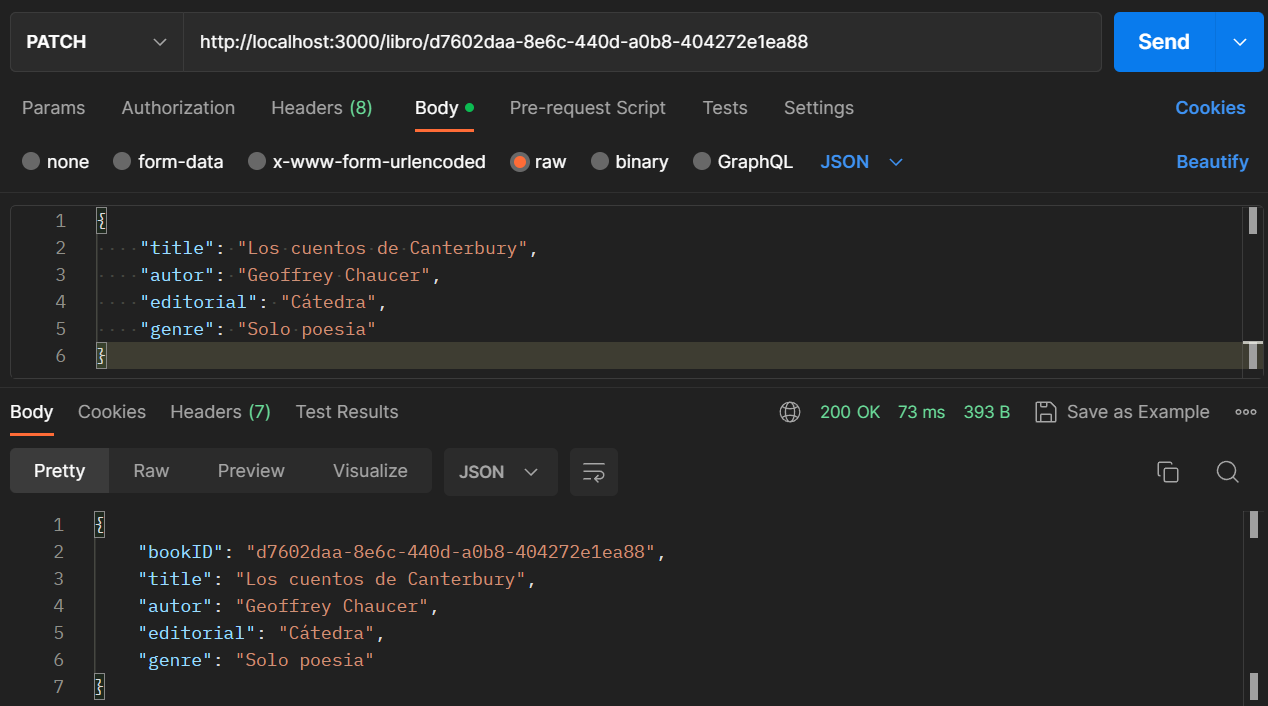 PATCH http://localhost:3000/libro/d7602daa-8e6c-440d-a0b8-404272e1ea88 Send
Params Authorization Headers (8) Body Pre-request Script Tests Settings Cookies
none form-data x-www-form-urlencoded raw binary GraphQL JSON Beautify
1 {
2 "title": "Los cuentos de Canterbury",
3 "autor": "Geoffrey Chaucer",
4 "editorial": "Cátedra",
5 "genre": "Solo poesia"
6 }
Body Cookies Headers (7) Test Results 200 OK 73 ms 393 B Save as Example
Pretty Raw Preview Visualize JSON
1 {
2 "bookID": "d7602daa-8e6c-440d-a0b8-404272e1ea88",
3 "title": "Los cuentos de Canterbury",
4 "autor": "Geoffrey Chaucer",
5 "editorial": "Cátedra",
6 "genre": "Solo poesia"
7 }